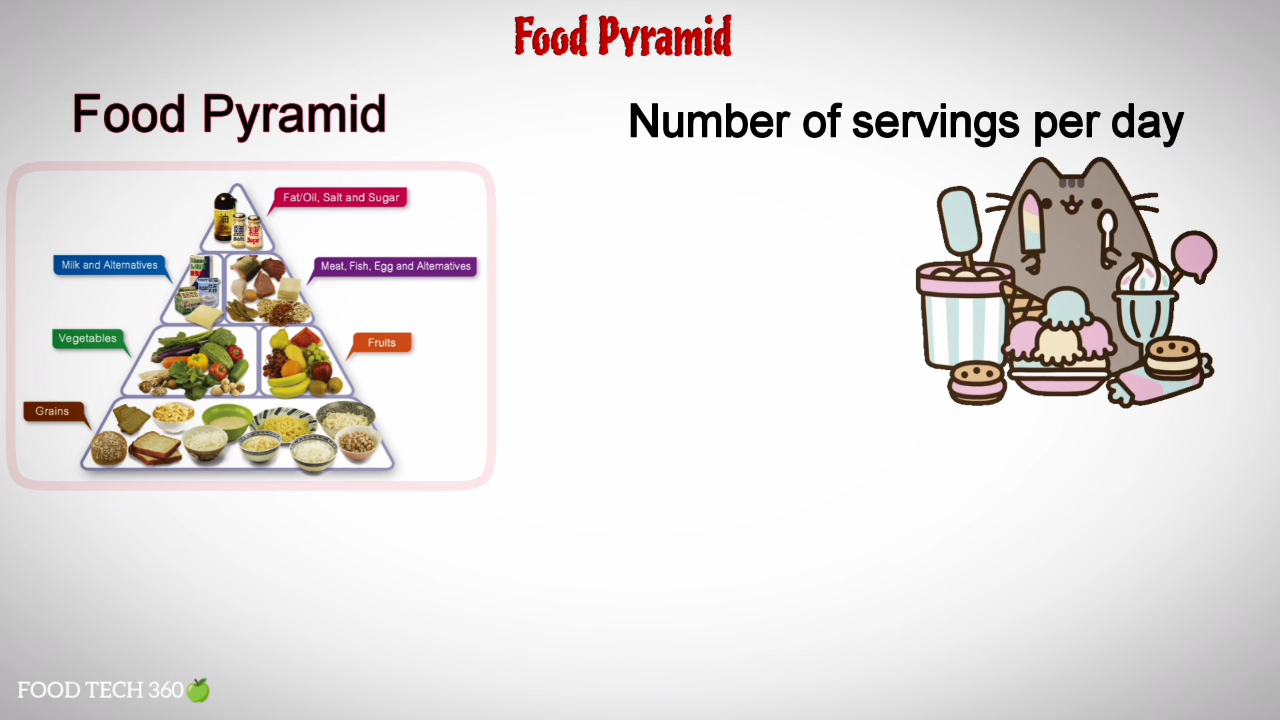 Food Pyramid
Food Pyramid
Number of servings per day
Fat/Oil, Salt and Sugar
油
Milk and Alternatives
Meat, Fish, Egg and Alternatives
Vegetables
Fruits
Grains
FOOD TECH 360